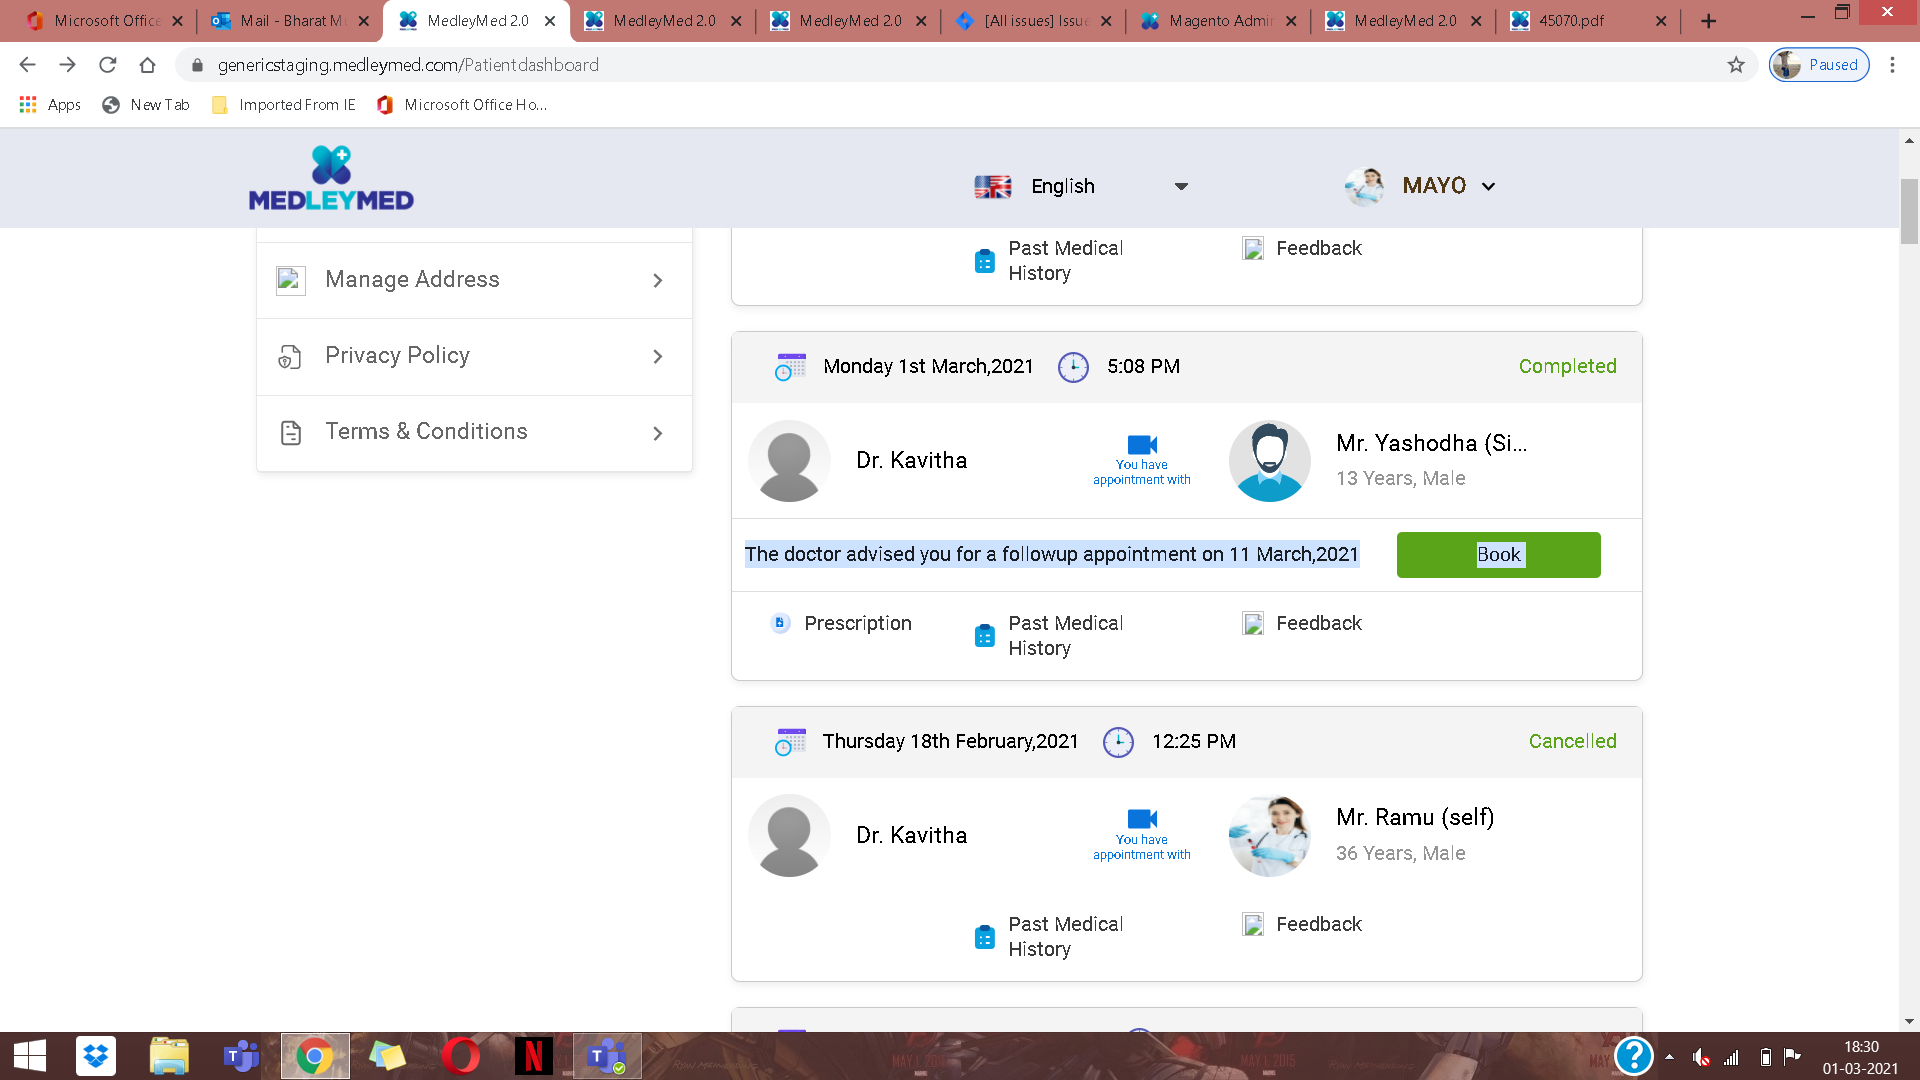 Microsoft Office
Mail - Bharat M
MedleyMed 2.0
MedleyMed 2.0
MedleyMed 2.0
[All issues] Issue
Magento Admin
MedleyMed 2.0
45070.pdf
genericstaging.medleymed.com/Patientdashboard
Paused
Apps
New Tab
Imported From IE
Microsoft Office Ho...
MEDLEYMED
English
MAYO
Manage Address
Privacy Policy
Terms & Conditions
Past Medical
History
Feedback
Monday 1st March,2021
5:08 PM
Completed
Dr. Kavitha
You have
appointment with
Mr. Yashodha (Si...
13 Years, Male
The doctor advised you for a followup appointment on 11 March,2021
Book
Prescription
Past Medical
History
Feedback
Thursday 18th February,2021
12:25 PM
Cancelled
Dr. Kavitha
You have
appointment with
Mr. Ramu (self)
36 Years, Male
Past Medical
History
Feedback
MAY 1, 2015
18:30
01-03-2021